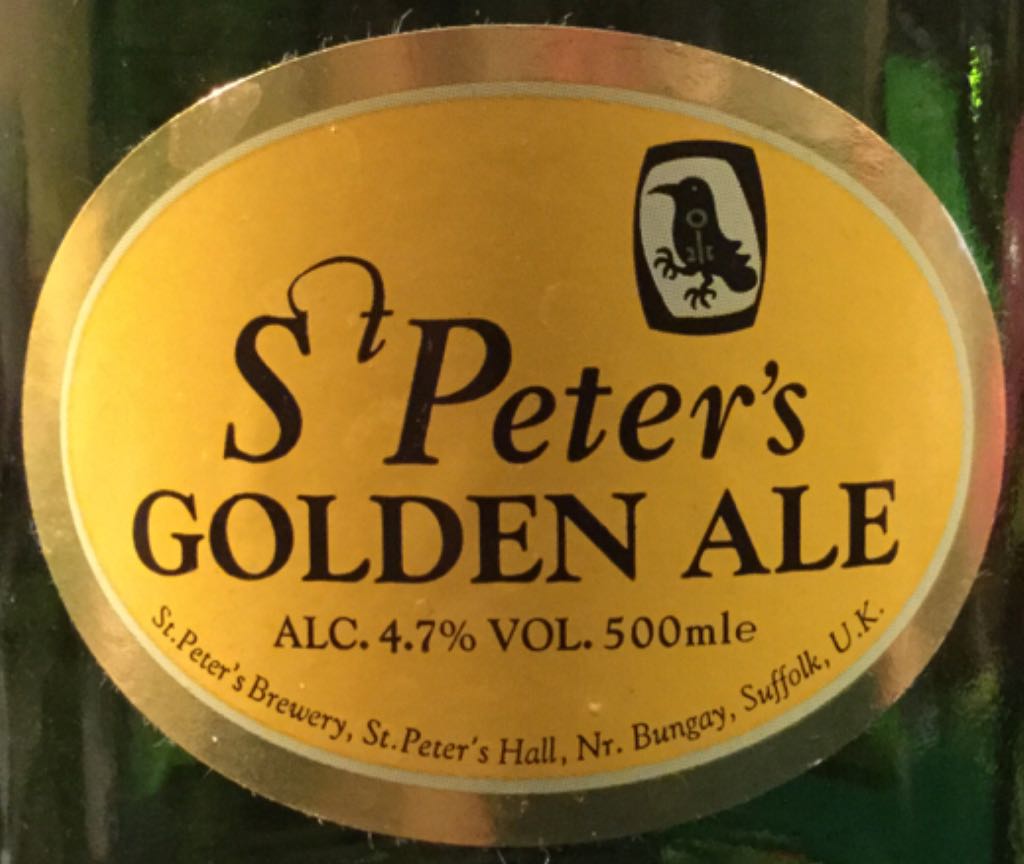 St Peter's
GOLDEN ALE
ALC. 4.7% VOL. 500mle
St. Peter's Brewery, St. Peter's Hall, Nr. Bungay, Suffolk, U.K.